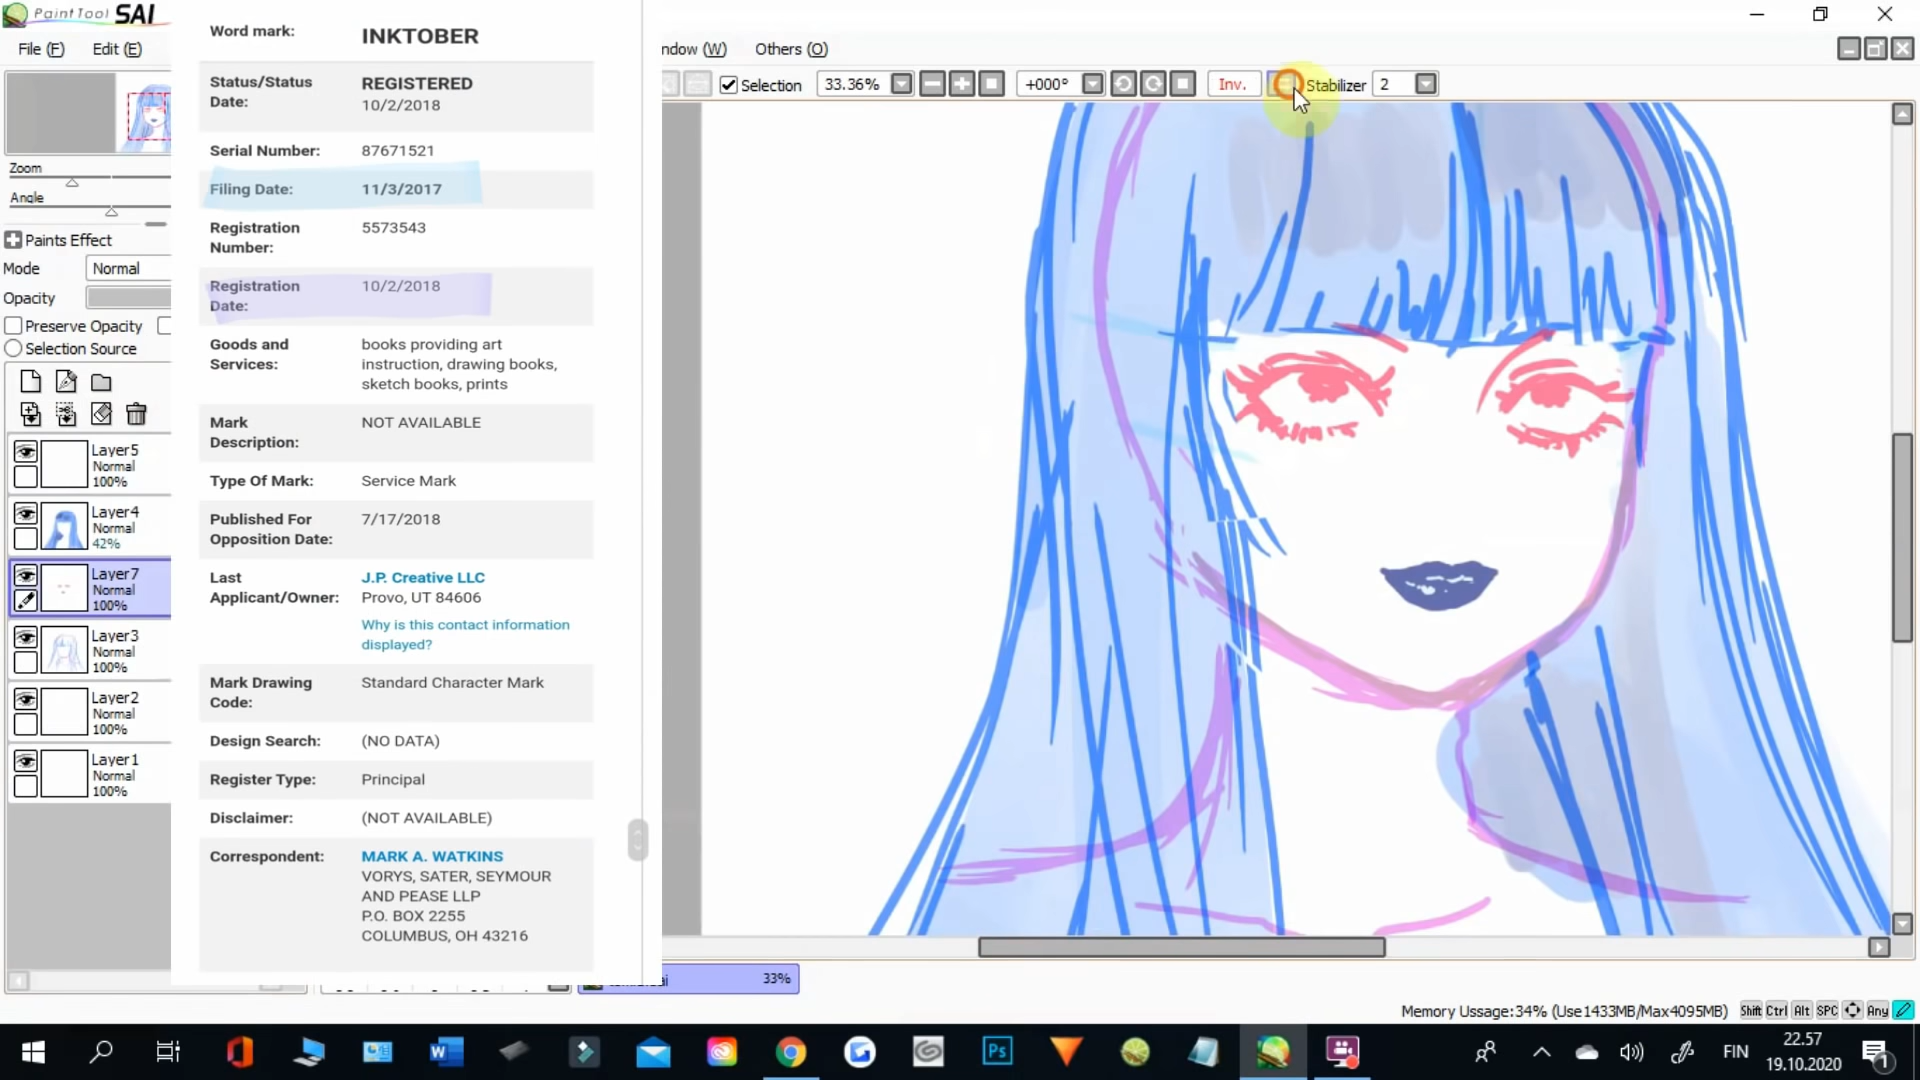 PaintTool SAI
File (F) Edit (E) ndow (W) Others (O)
Selection 33.36% +000° Inv. Stabilizer 2
Zoom
Angle
Paints Effect
Mode Normal
Opacity
Preserve Opacity
Selection Source
Layer5
Normal
100%
Layer4
Normal
42%
Layer7
Normal
100%
Layer3
Normal
100%
Layer2
Normal
100%
Layer1
Normal
100%
Word mark: INKTOBER
Status/Status Date: REGISTERED
10/2/2018
Serial Number: 87671521
Filing Date: 11/3/2017
Registration Number: 5573543
Registration Date: 10/2/2018
Goods and Services: books providing art
instruction, drawing books,
sketch books, prints
Mark Description: NOT AVAILABLE
Type Of Mark: Service Mark
Published For Opposition Date: 7/17/2018
Last Applicant/Owner: J.P. Creative LLC
Provo, UT 84606
Why is this contact information
displayed?
Mark Drawing Code: Standard Character Mark
Design Search: (NO DATA)
Register Type: Principal
Disclaimer: (NOT AVAILABLE)
Correspondent: MARK A. WATKINS
VORYS, SATER, SEYMOUR
AND PEASE LLP
P.O. BOX 2255
COLUMBUS, OH 43216
33%
Memory Ussage:34% (Use1433MB/Max4095MB) Shift Ctrl Alt SPC Any
Ps
FIN
22.57
19.10.2020
1